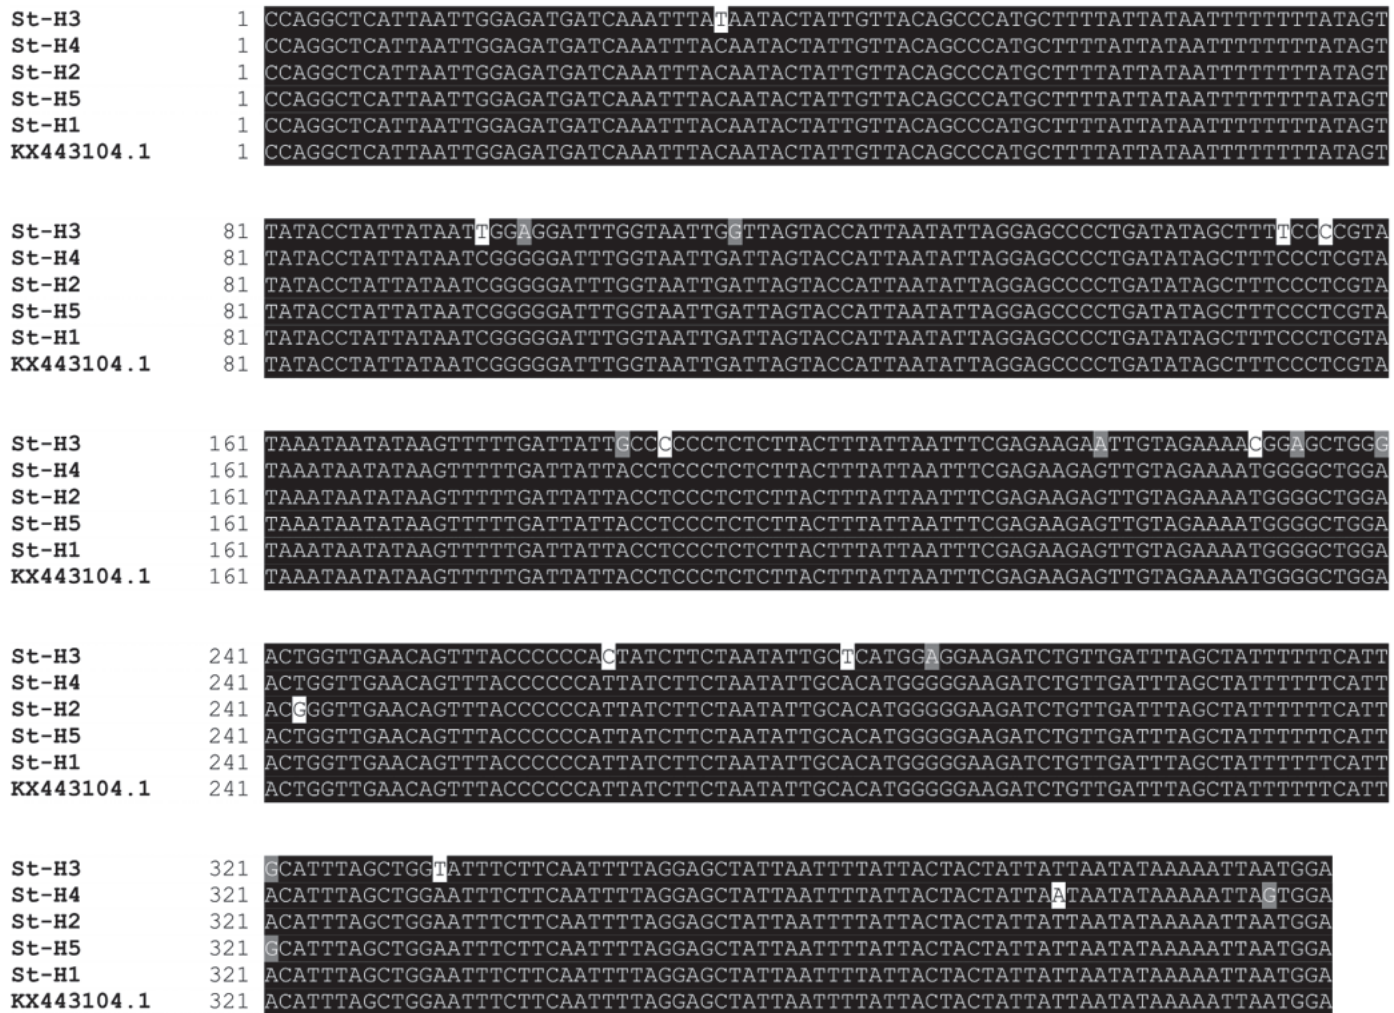 St-H3 1 CCAGGCTCATTAATTGGAGATGATCAAATTTATAATACTATTGTTACAGCCCATGCTTTTATTATAATTTTTTTTATAGT
St-H4 1 CCAGGCTCATTAATTGGAGATGATCAAATTTACAATACTATTGTTACAGCCCATGCTTTTATTATAATTTTTTTTATAGT
St-H2 1 CCAGGCTCATTAATTGGAGATGATCAAATTTACAATACTATTGTTACAGCCCATGCTTTTATTATAATTTTTTTTATAGT
St-H5 1 CCAGGCTCATTAATTGGAGATGATCAAATTTACAATACTATTGTTACAGCCCATGCTTTTATTATAATTTTTTTTATAGT
St-H1 1 CCAGGCTCATTAATTGGAGATGATCAAATTTACAATACTATTGTTACAGCCCATGCTTTTATTATAATTTTTTTTATAGT
KX443104.1 1 CCAGGCTCATTAATTGGAGATGATCAAATTTACAATACTATTGTTACAGCCCATGCTTTTATTATAATTTTTTTTATAGT
St-H3 81 TATACCTATTATAATTGGAGGATTTGGTAATTGGTTAGTACCATTAATATTAGGAGCCCCTGATATAGCTTTTCCCCGTA
St-H4 81 TATACCTATTATAATCGGGGGATTTGGTAATTGATTAGTACCATTAATATTAGGAGCCCCTGATATAGCTTTCCCTCGTA
St-H2 81 TATACCTATTATAATCGGGGGATTTGGTAATTGATTAGTACCATTAATATTAGGAGCCCCTGATATAGCTTTCCCTCGTA
St-H5 81 TATACCTATTATAATCGGGGGATTTGGTAATTGATTAGTACCATTAATATTAGGAGCCCCTGATATAGCTTTCCCTCGTA
St-H1 81 TATACCTATTATAATCGGGGGATTTGGTAATTGATTAGTACCATTAATATTAGGAGCCCCTGATATAGCTTTCCCTCGTA
KX443104.1 81 TATACCTATTATAATCGGGGGATTTGGTAATTGATTAGTACCATTAATATTAGGAGCCCCTGATATAGCTTTCCCTCGTA
St-H3 161 TAAATAATATAAGTTTTTGATTATTGCCCCCCTCTCTTACTTTATTAATTTCGAGAAGAATTGTAGAAAACGGAGCTGGG
St-H4 161 TAAATAATATAAGTTTTTGATTATTACCTCCCTCTCTTACTTTATTAATTTCGAGAAGAGTTGTAGAAAATGGGGCTGGA
St-H2 161 TAAATAATATAAGTTTTTGATTATTACCTCCCTCTCTTACTTTATTAATTTCGAGAAGAGTTGTAGAAAATGGGGCTGGA
St-H5 161 TAAATAATATAAGTTTTTGATTATTACCTCCCTCTCTTACTTTATTAATTTCGAGAAGAGTTGTAGAAAATGGGGCTGGA
St-H1 161 TAAATAATATAAGTTTTTGATTATTACCTCCCTCTCTTACTTTATTAATTTCGAGAAGAGTTGTAGAAAATGGGGCTGGA
KX443104.1 161 TAAATAATATAAGTTTTTGATTATTACCTCCCTCTCTTACTTTATTAATTTCGAGAAGAGTTGTAGAAAATGGGGCTGGA
St-H3 241 ACTGGTTGAACAGTTTACCCCCCACTATCTTCTAATATTGCTCATGGAGGAAGATCTGTTGATTTAGCTATTTTTTCATT
St-H4 241 ACTGGTTGAACAGTTTACCCCCCATTATCTTCTAATATTGCACATGGGGGAAGATCTGTTGATTTAGCTATTTTTTCATT
St-H2 241 ACGGGTTGAACAGTTTACCCCCCATTATCTTCTAATATTGCACATGGGGGAAGATCTGTTGATTTAGCTATTTTTTCATT
St-H5 241 ACTGGTTGAACAGTTTACCCCCCATTATCTTCTAATATTGCACATGGGGGAAGATCTGTTGATTTAGCTATTTTTTCATT
St-H1 241 ACTGGTTGAACAGTTTACCCCCCATTATCTTCTAATATTGCACATGGGGGAAGATCTGTTGATTTAGCTATTTTTTCATT
KX443104.1 241 ACTGGTTGAACAGTTTACCCCCCATTATCTTCTAATATTGCACATGGGGGAAGATCTGTTGATTTAGCTATTTTTTCATT
St-H3 321 GCATTTAGCTGGTATTTCTTCAATTTTAGGAGCTATTAATTTTATTACTACTATTATTAATATAAAAATTAATGGA
St-H4 321 ACATTTAGCTGGAATTTCTTCAATTTTAGGAGCTATTAATTTTATTACTACTATTAATAATATAAAAATTAGTGGA
St-H2 321 ACATTTAGCTGGAATTTCTTCAATTTTAGGAGCTATTAATTTTATTACTACTATTATTAATATAAAAATTAATGGA
St-H5 321 GCATTTAGCTGGAATTTCTTCAATTTTAGGAGCTATTAATTTTATTACTACTATTATTAATATAAAAATTAATGGA
St-H1 321 ACATTTAGCTGGAATTTCTTCAATTTTAGGAGCTATTAATTTTATTACTACTATTATTAATATAAAAATTAATGGA
KX443104.1 321 ACATTTAGCTGGAATTTCTTCAATTTTAGGAGCTATTAATTTTATTACTACTATTATTAATATAAAAATTAATGGA